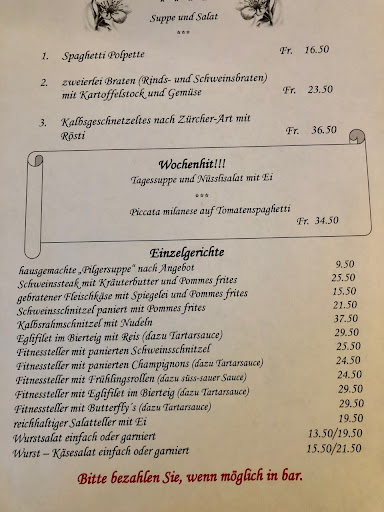 Suppe und Salat
***
1. Spaghetti Polpette Fr. 16.50
2. zweierlei Braten (Rinds- und Schweinsbraten)
mit Kartoffelstock und Gemüse Fr. 23.50
3. Kalbsgeschnetzeltes nach Zürcher-Art mit
Rösti Fr. 36.50
Wochenhit!!!
Tagessuppe und Nüsslisalat mit Ei
***
Piccata milanese auf Tomatenspaghetti
Fr. 34.50
Einzelgerichte
hausgemachte „Pilgersuppe" nach Angebot 9.50
Schweinssteak mit Kräuterbutter und Pommes frites 25.50
gebratener Fleischkäse mit Spiegelei und Pommes frites 15.50
Schweinsschnitzel paniert mit Pommes frites 21.50
Kalbsrahmschnitzel mit Nudeln 37.50
Eglifilet im Bierteig mit Reis (dazu Tartarsauce) 29.50
Fitnessteller mit panierten Schweinsschnitzel 25.50
Fitnessteller mit panierten Champignons (dazu Tartarsauce) 24.50
Fitnessteller mit Frühlingsrollen (dazu süss-sauer Sauce) 24.50
Fitnessteller mit Eglifilet im Bierteig (dazu Tartarsauce) 29.50
Fitnessteller mit Butterfly's (dazu Tartarsauce) 29.50
reichhaltiger Salatteller mit Ei 19.50
Wurstsalat einfach oder garniert 13.50/19.50
Wurst – Käsesalat einfach oder garniert 15.50/21.50
Bitte bezahlen Sie, wenn möglich in bar.